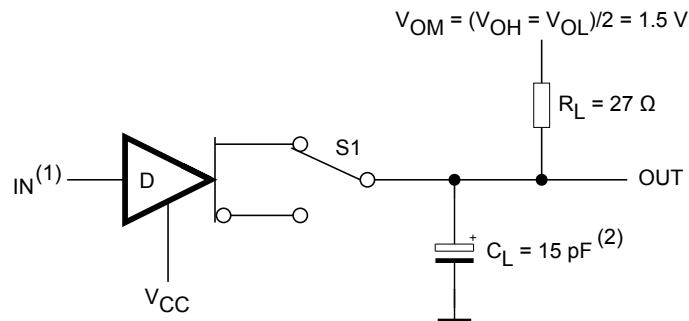 V_OM = (V_OH = V_OL)/2 = 1.5 V
R_L = 27 Ω
S1
D
IN(1)
OUT
+
C_L = 15 pF (2)
V_CC